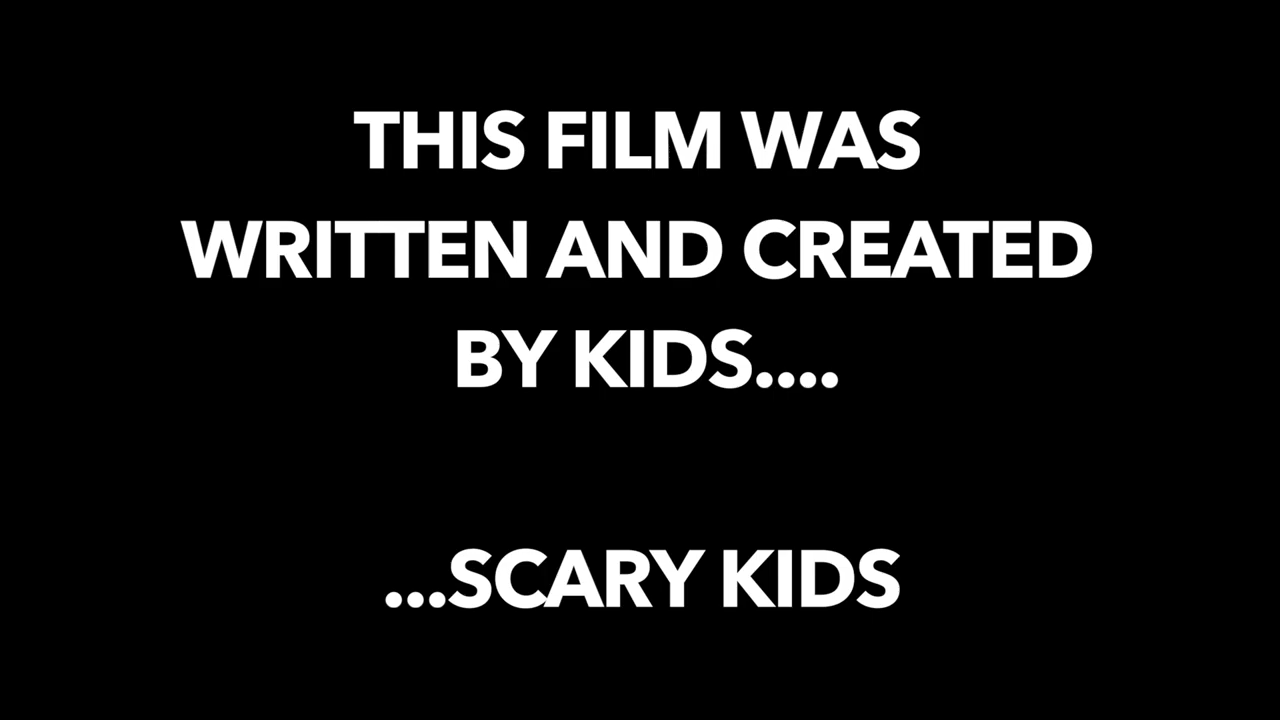 THIS FILM WAS
WRITTEN AND CREATED
BY KIDS....
...SCARY KIDS